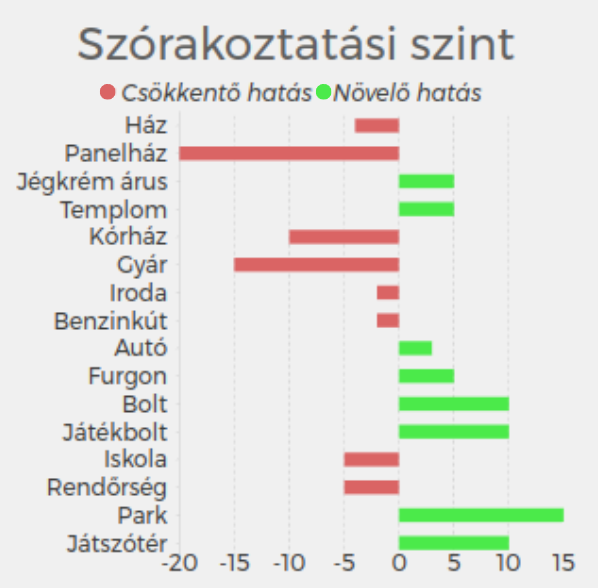 Szórakoztatási szint
Csökkentő hatás Növelő hatás
Ház
Panelház
Jégkrém árus
Templom
Kórház
Gyár
Iroda
Benzinkút
Autó
Furgon
Bolt
Játékbolt
Iskola
Rendőrség
Park
Játszótér
-20 -15 -10 -5 0 5 10 15